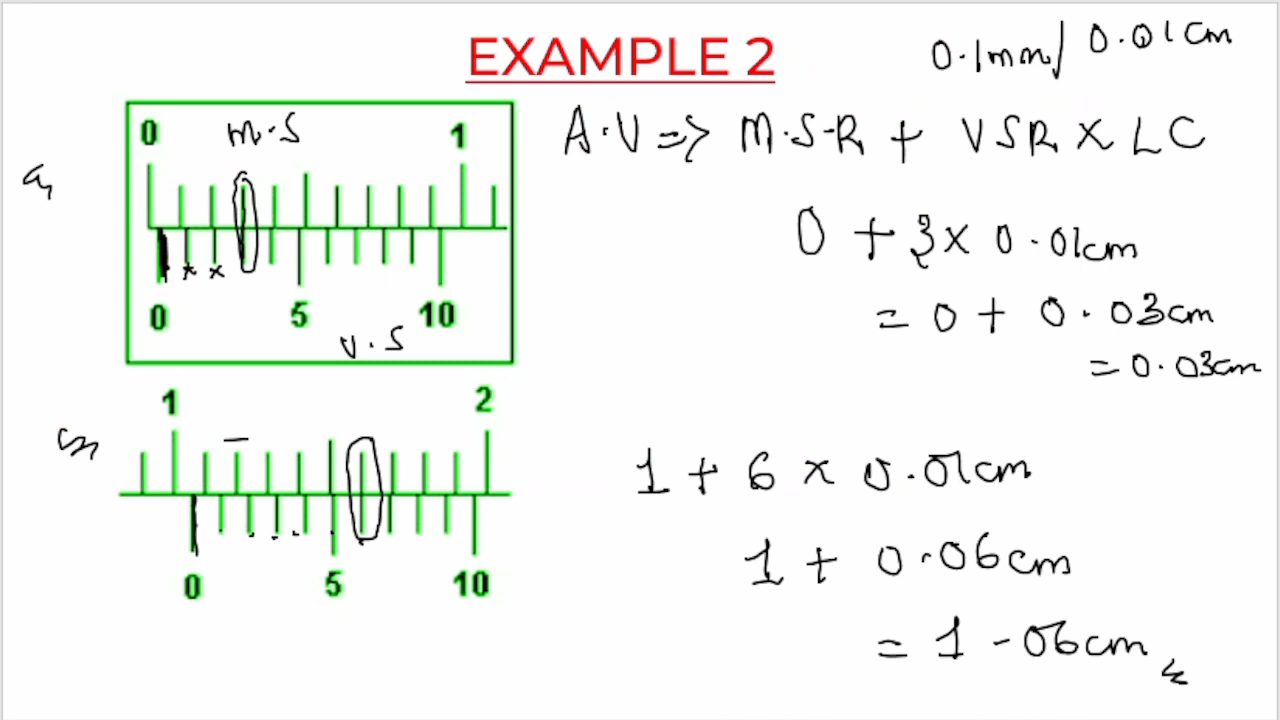 EXAMPLE 2
0.1mm/ 0.01cm
A.V => M.S.R + VSR X LC
0 1
M.S
0 5 10
V.S
0 + 3 x 0.01cm
= 0 + 0.03cm
= 0.03cm
1 2
0 5 10
1 + 6 x 0.01cm
1 + 0.06cm
= 1.06cm